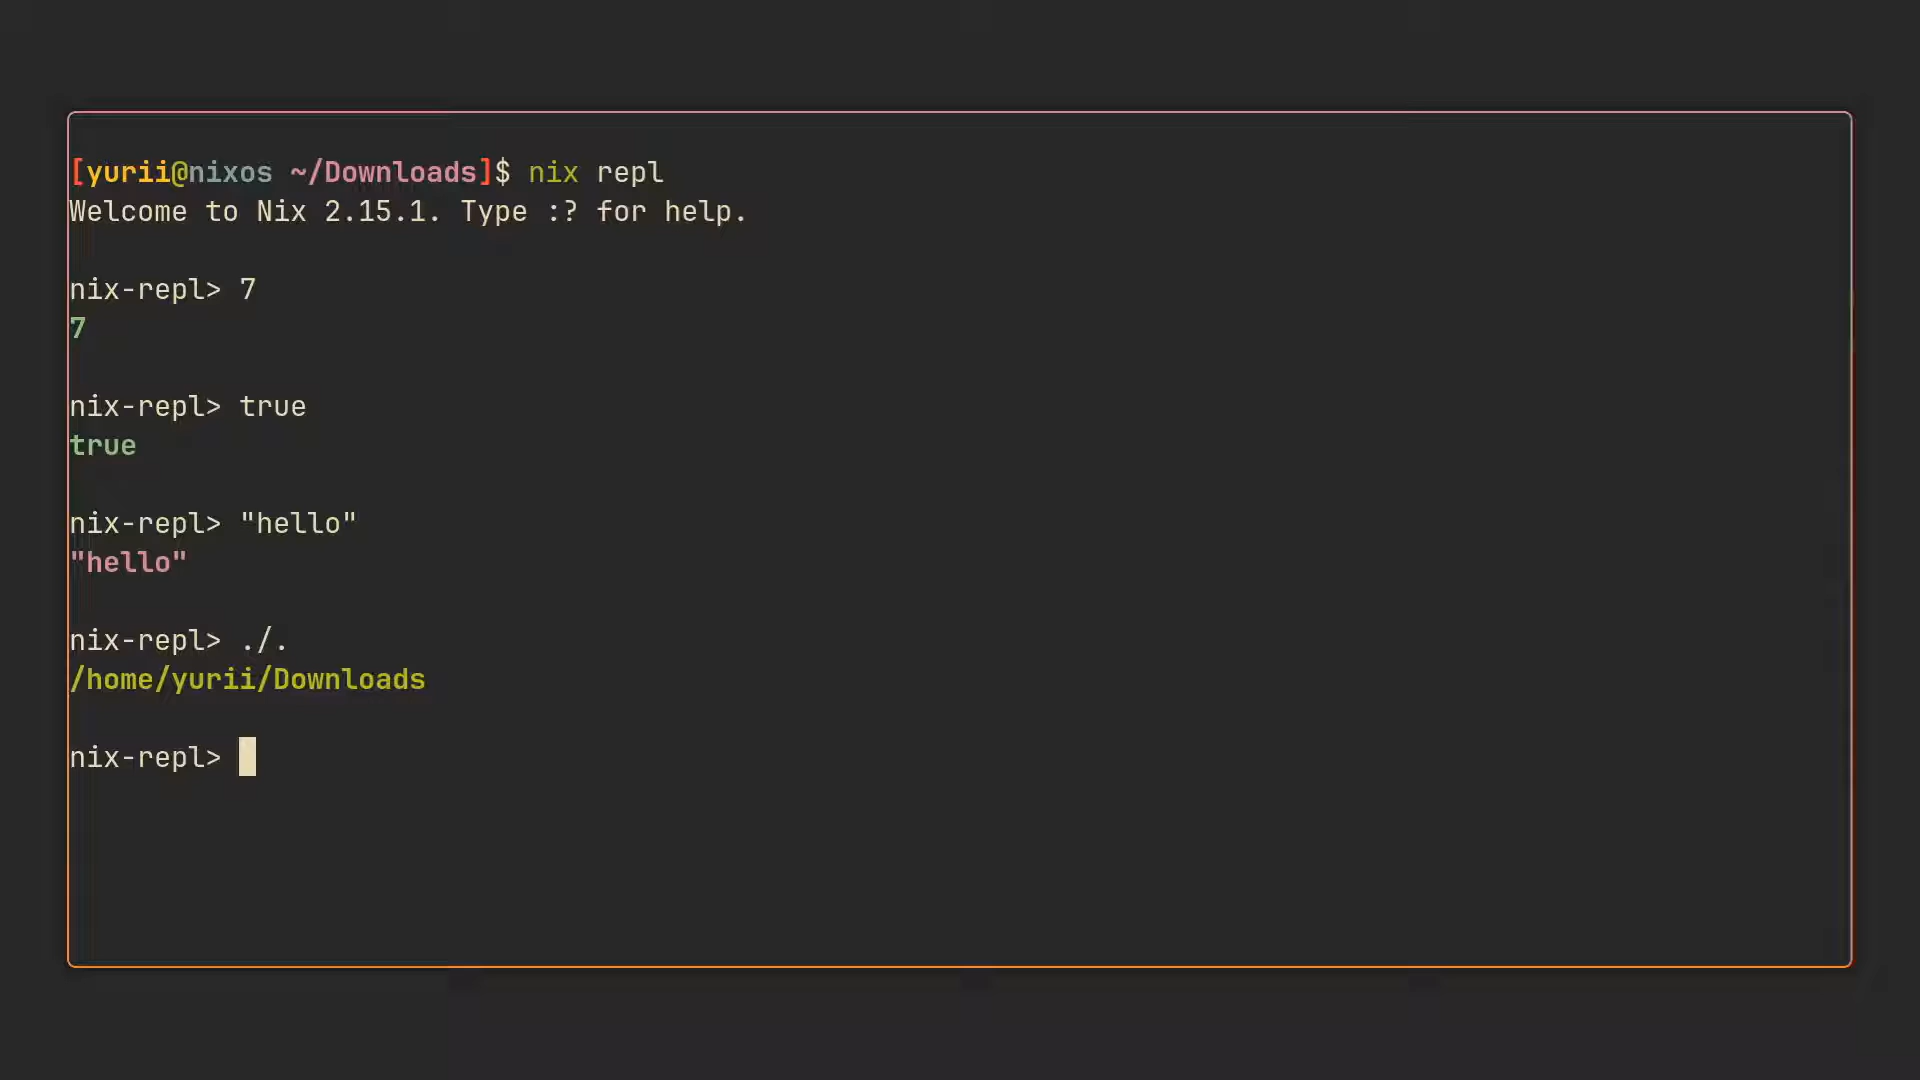 [yurii@nixos ~/Downloads]$ nix repl
Welcome to Nix 2.15.1. Type :? for help.
nix-repl> 7
7
nix-repl> true
true
nix-repl> "hello"
"hello"
nix-repl> ./.
/home/yurii/Downloads
nix-repl>